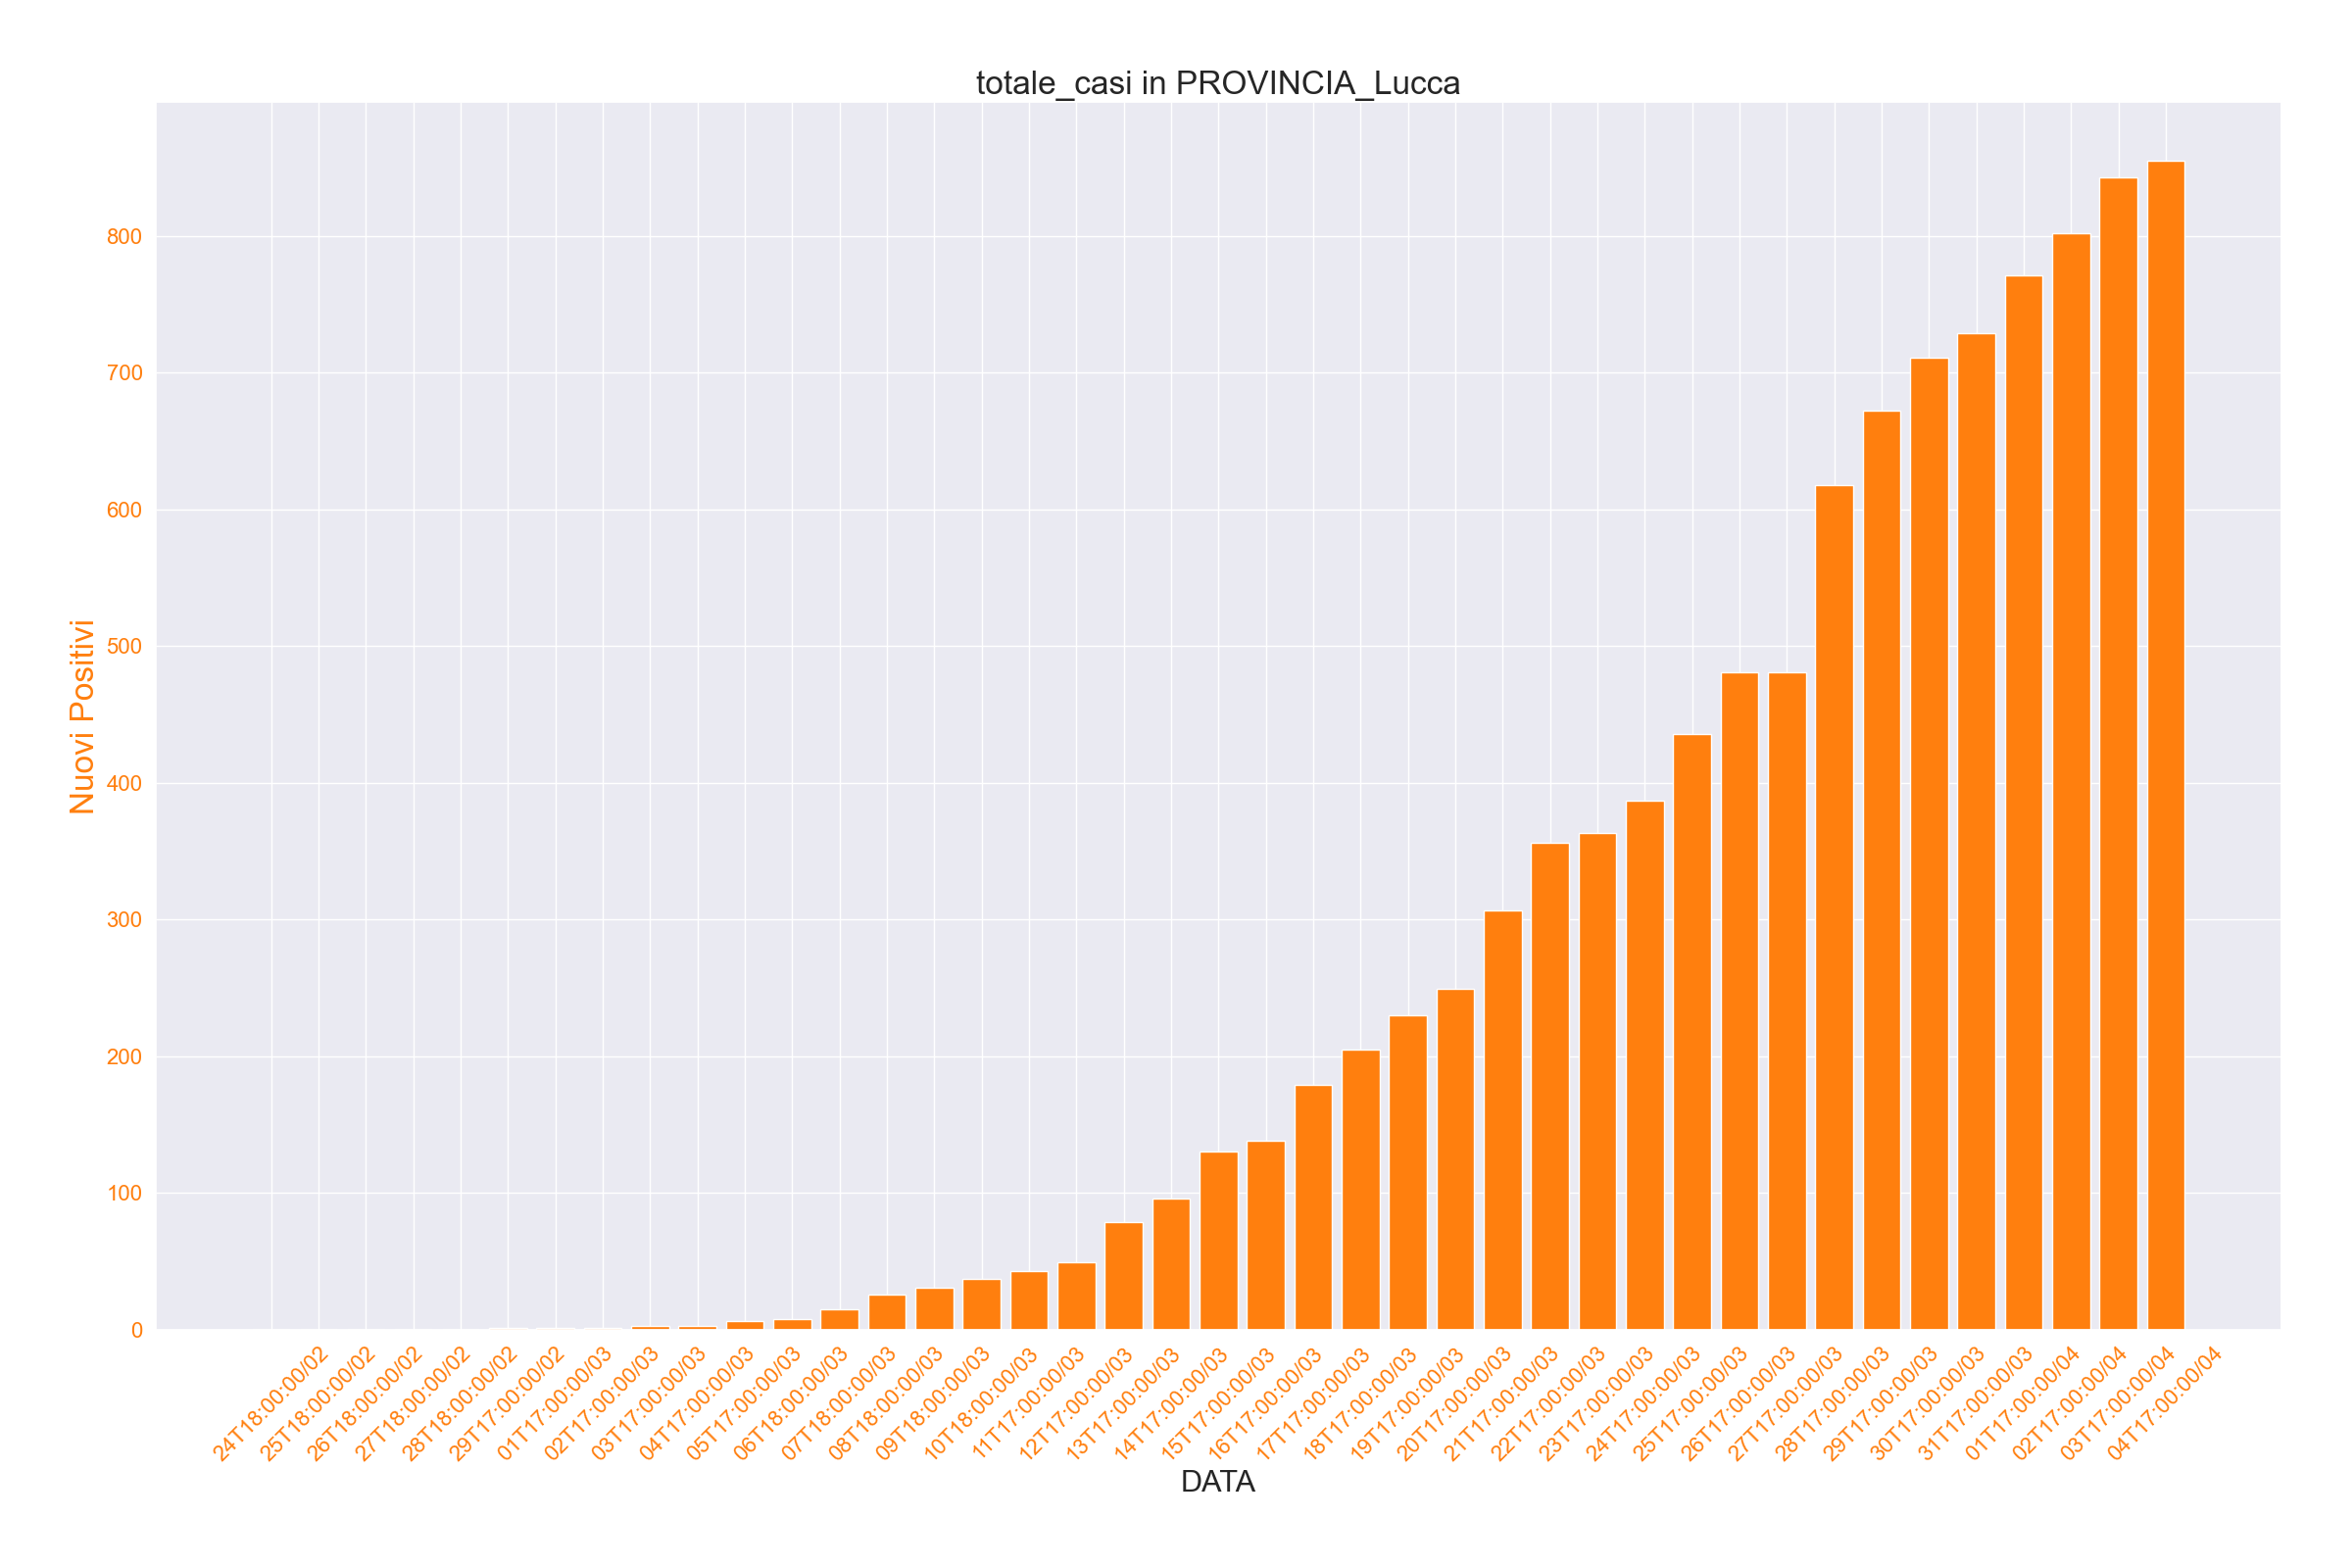 totale_casi in PROVINCIA_Lucca
Nuovi Positivi
800
700
600
500
400
300
200
100
0
24T18:00:00/02
25T18:00:00/02
26T18:00:00/02
27T18:00:00/02
28T18:00:00/02
29T17:00:00/02
01T17:00:00/03
02T17:00:00/03
03T17:00:00/03
04T17:00:00/03
05T17:00:00/03
06T18:00:00/03
07T18:00:00/03
08T18:00:00/03
09T18:00:00/03
10T18:00:00/03
11T17:00:00/03
12T17:00:00/03
13T17:00:00/03
14T17:00:00/03
15T17:00:00/03
16T17:00:00/03
17T17:00:00/03
18T17:00:00/03
19T17:00:00/03
20T17:00:00/03
21T17:00:00/03
22T17:00:00/03
23T17:00:00/03
24T17:00:00/03
25T17:00:00/03
26T17:00:00/03
27T17:00:00/03
28T17:00:00/03
29T17:00:00/03
30T17:00:00/03
31T17:00:00/03
01T17:00:00/04
02T17:00:00/04
03T17:00:00/04
04T17:00:00/04
DATA